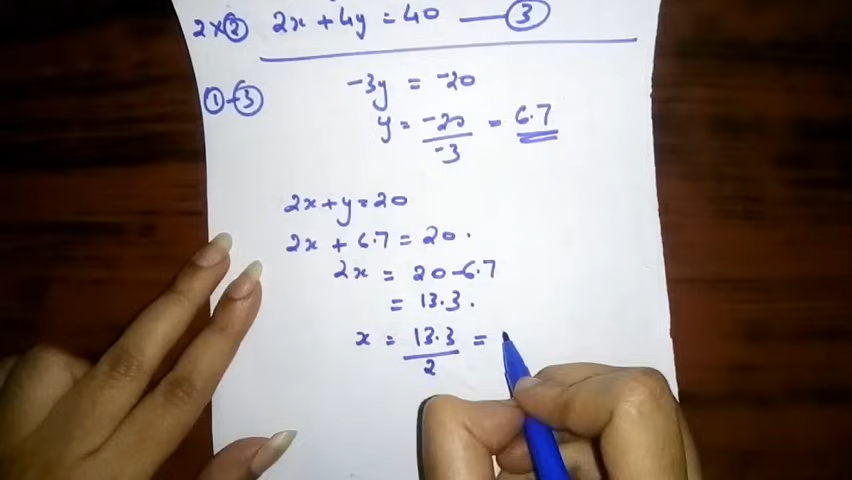 2×② 2x + 4y = 40 —— ③
①-③ -3y = -20
y = -20/-3 = 6.7
2x + y = 20
2x + 6.7 = 20.
2x = 20 - 6.7
= 13.3.
x = 13.3/2 =